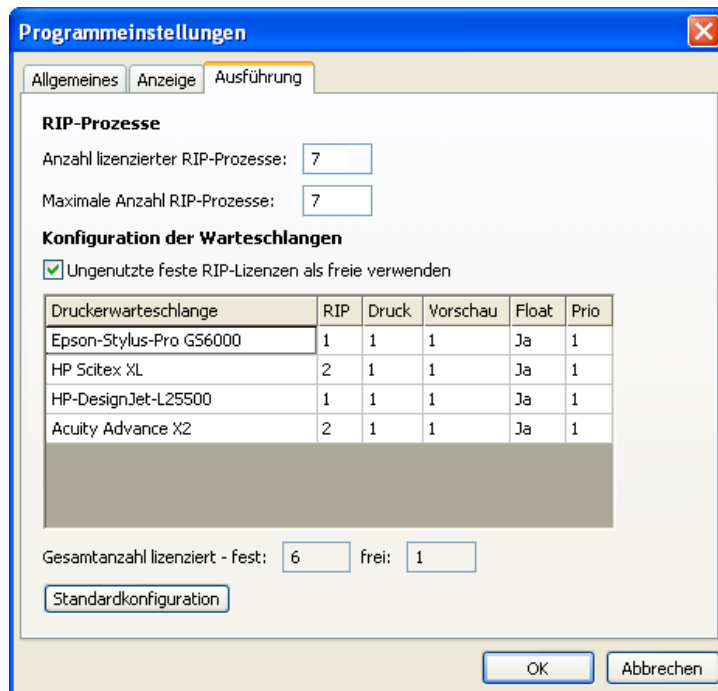 Programmeinstellungen
Allgemeines Anzeige Ausführung
RIP-Prozesse
Anzahl lizenzierter RIP-Prozesse: 7
Maximale Anzahl RIP-Prozesse: 7
Konfiguration der Warteschlangen
Ungenutzte feste RIP-Lizenzen als freie verwenden
Druckerwarteschlange RIP Druck Vorschau Float Prio
Epson-Stylus-Pro GS6000 1 1 1 Ja 1
HP Scitex XL 2 1 1 Ja 1
HP-DesignJet-L25500 1 1 1 Ja 1
Acuity Advance X2 2 1 1 Ja 1
Gesamtanzahl lizenziert - fest: 6 frei: 1
Standardkonfiguration
OK Abbrechen